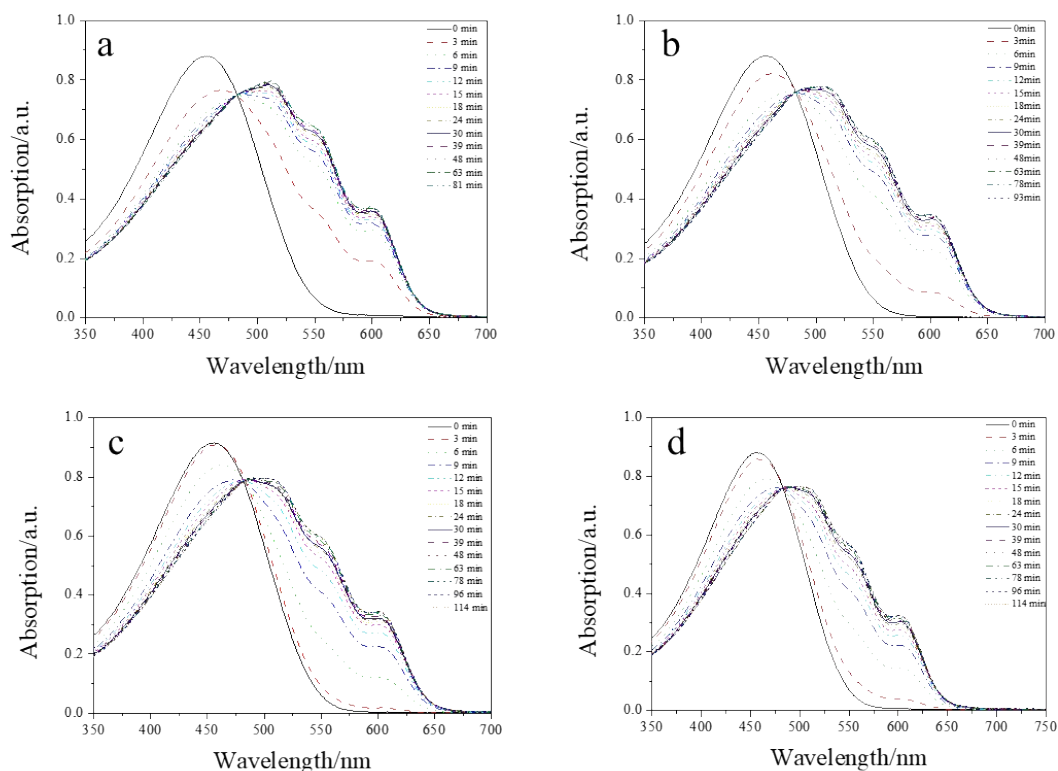 a
1.0
0.8
0.6
0.4
0.2
0.0
350 400 450 500 550 600 650 700
Absorption/a.u.
Wavelength/nm
0 min
3 min
6 min
9 min
12 min
15 min
18 min
24 min
30 min
39 min
48 min
63 min
81 min
b
1.0
0.8
0.6
0.4
0.2
0.0
350 400 450 500 550 600 650 700
Absorption/a.u.
Wavelength/nm
0min
3min
6min
9min
12min
15min
18min
24min
30min
39min
48min
63min
78min
93min
c
1.0
0.8
0.6
0.4
0.2
0.0
350 400 450 500 550 600 650 700
Absorption/a.u.
Wavelength/nm
0 min
3 min
6 min
9 min
12 min
15 min
18 min
24 min
30 min
39 min
48 min
63 min
78 min
96 min
114 min
d
1.0
0.8
0.6
0.4
0.2
0.0
350 400 450 500 550 600 650 700 750
Absorption/a.u.
Wavelength/nm
0 min
3 min
6 min
9 min
12 min
15 min
18 min
24 min
30 min
39 min
48 min
63 min
78 min
96 min
114 min